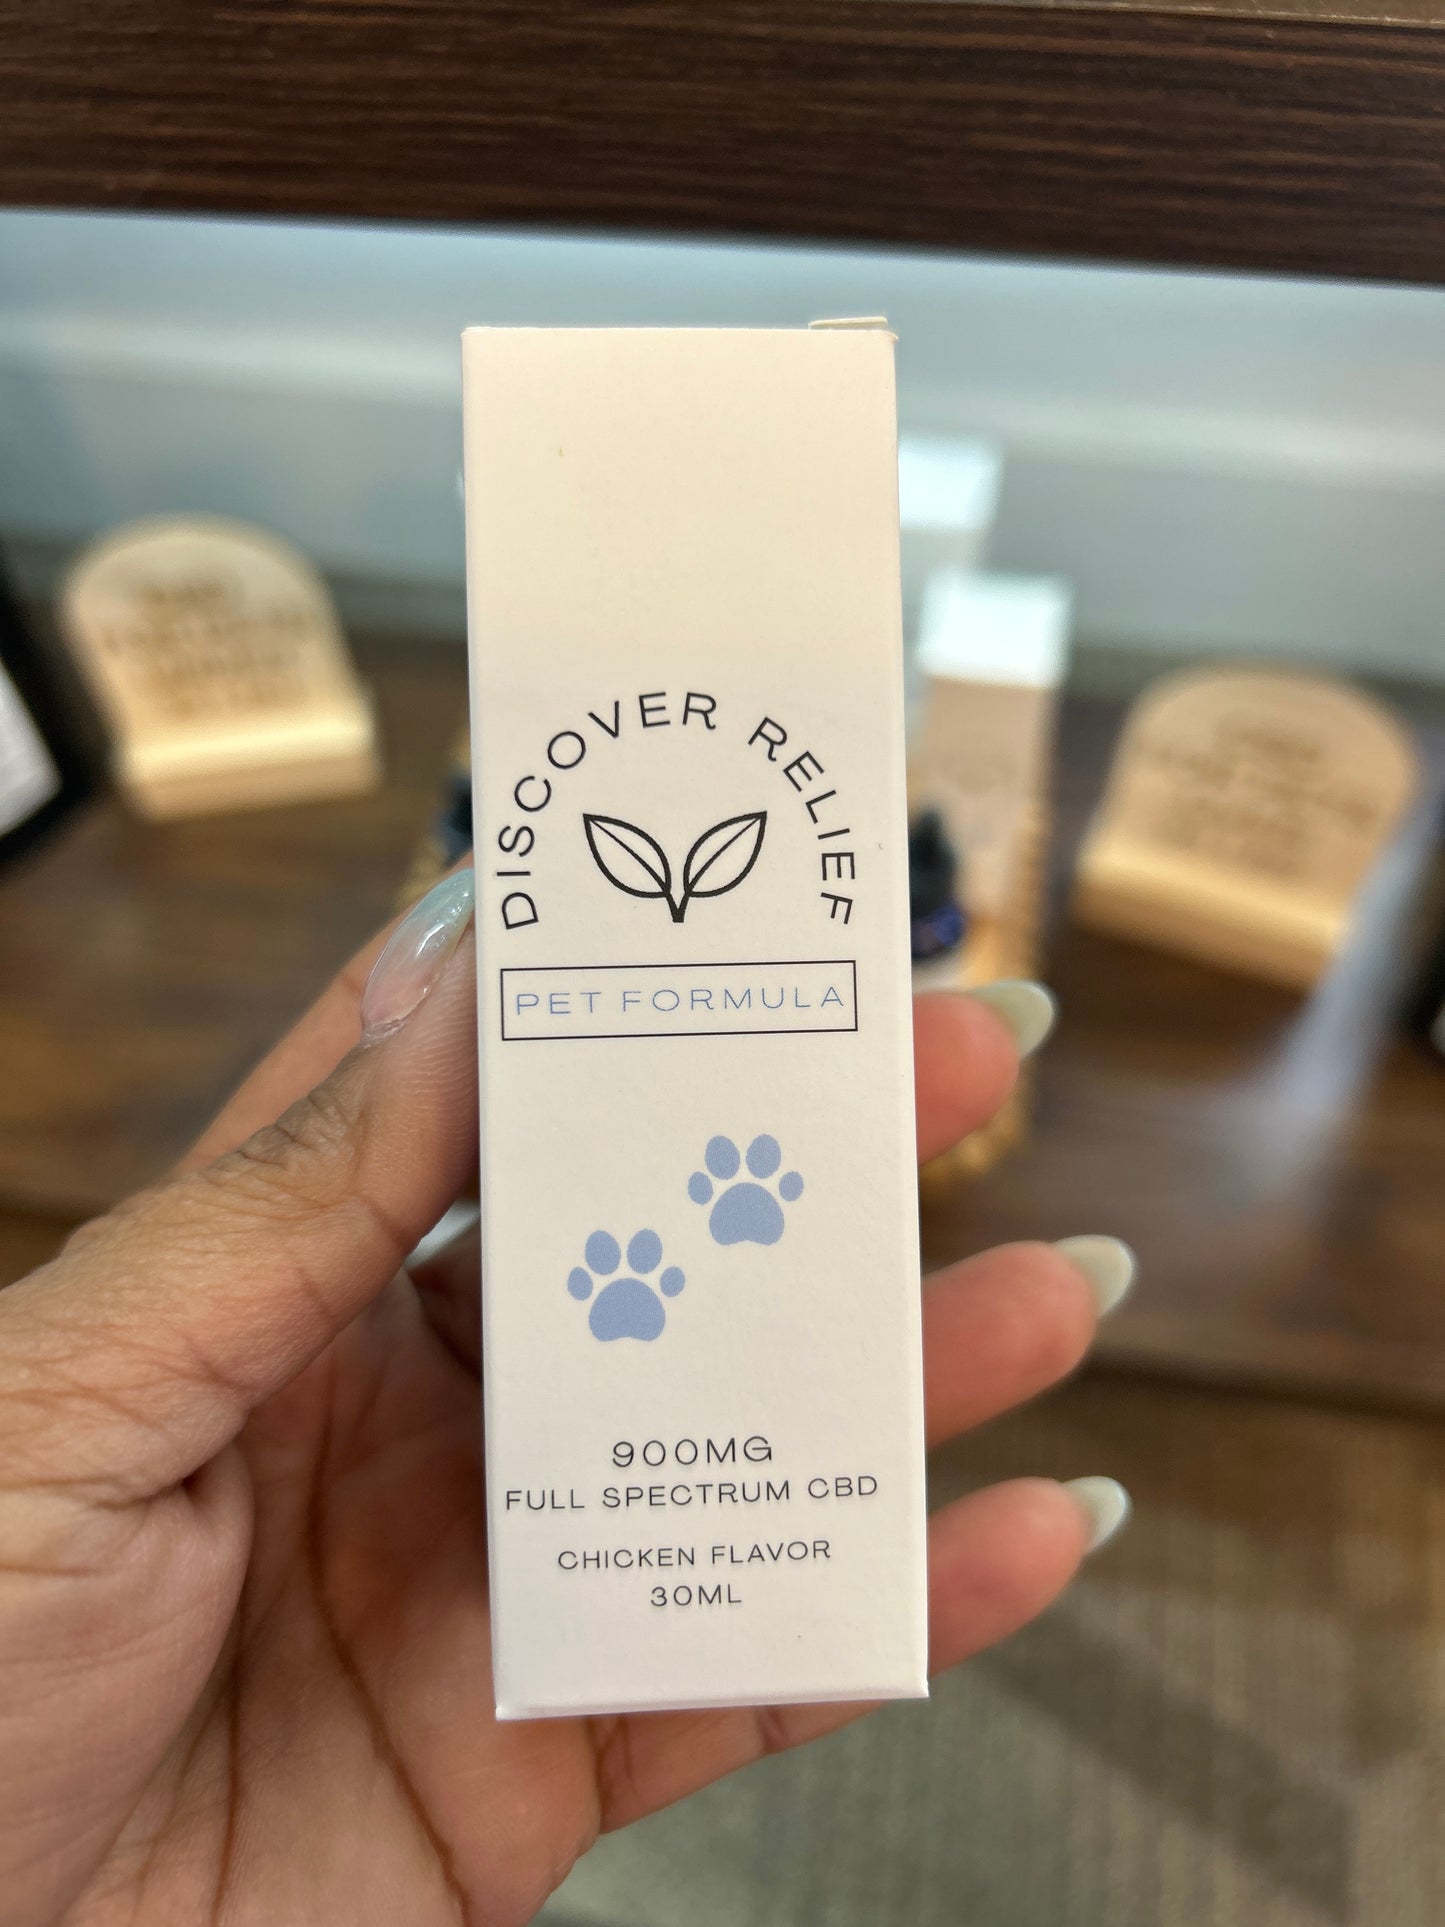 DISCOVER RELIEF
PET FORMULA
900MG
FULL SPECTRUM CBD
CHICKEN FLAVOR
30ML